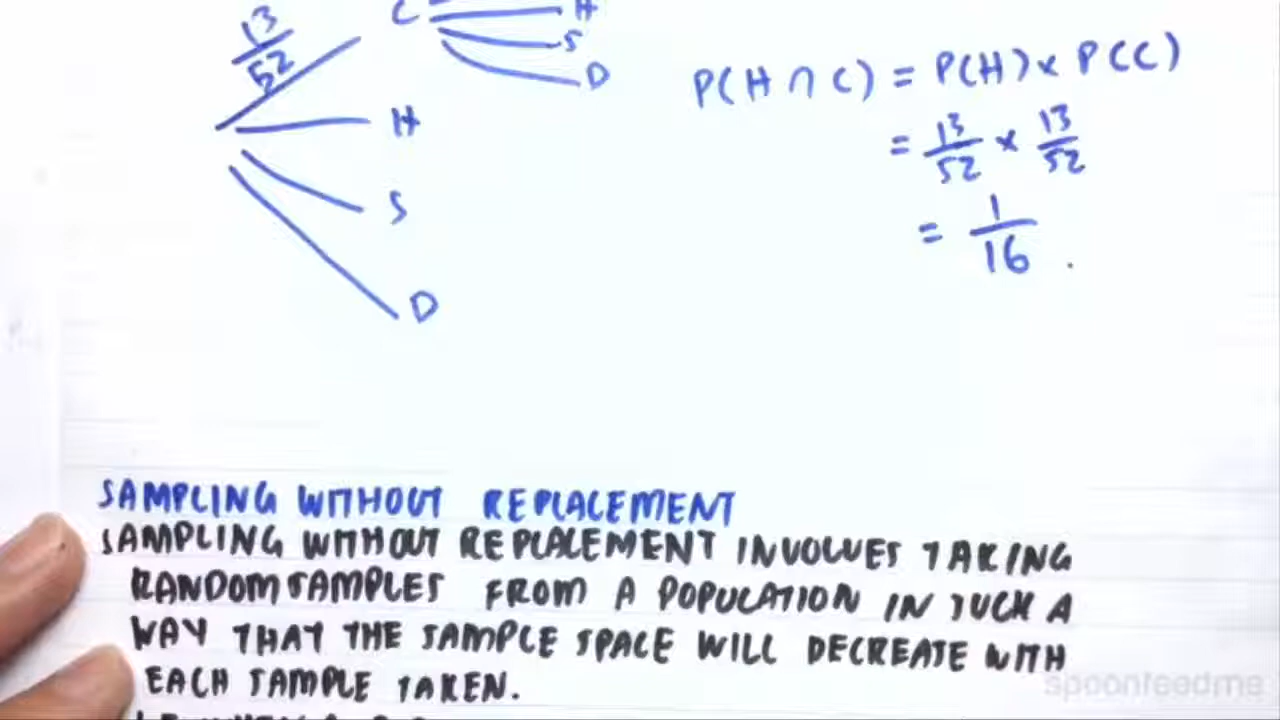 13
52
C
H
S
D
H
S
D
P(H ∩ C) = P(H) × P(C)
= 13/52 × 13/52
= 1/16.
SAMPLING WITHOUT REPLACEMENT
SAMPLING WITHOUT REPLACEMENT INVOLVES TAKING
RANDOM SAMPLES FROM A POPULATION IN SUCH A
WAY THAT THE SAMPLE SPACE WILL DECREASE WITH
EACH SAMPLE TAKEN.
spoonfeedme